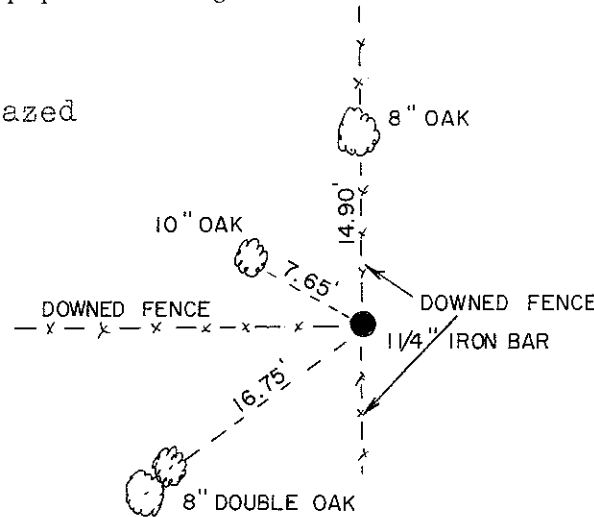 azed
8" OAK
14.90'
10" OAK
7.65'
DOWNED FENCE
DOWNED FENCE
1 1/4" IRON BAR
16.75'
8" DOUBLE OAK